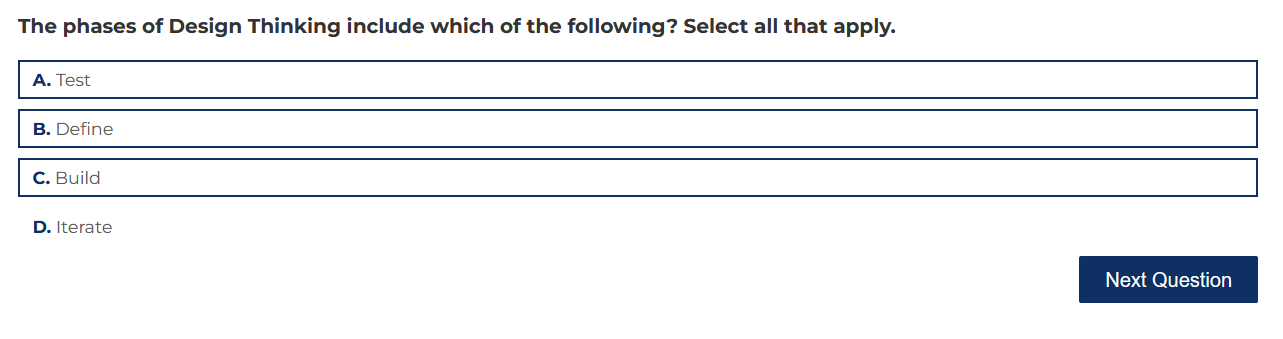 The phases of Design Thinking include which of the following? Select all that apply.
A. Test
B. Define
C. Build
D. Iterate
Next Question